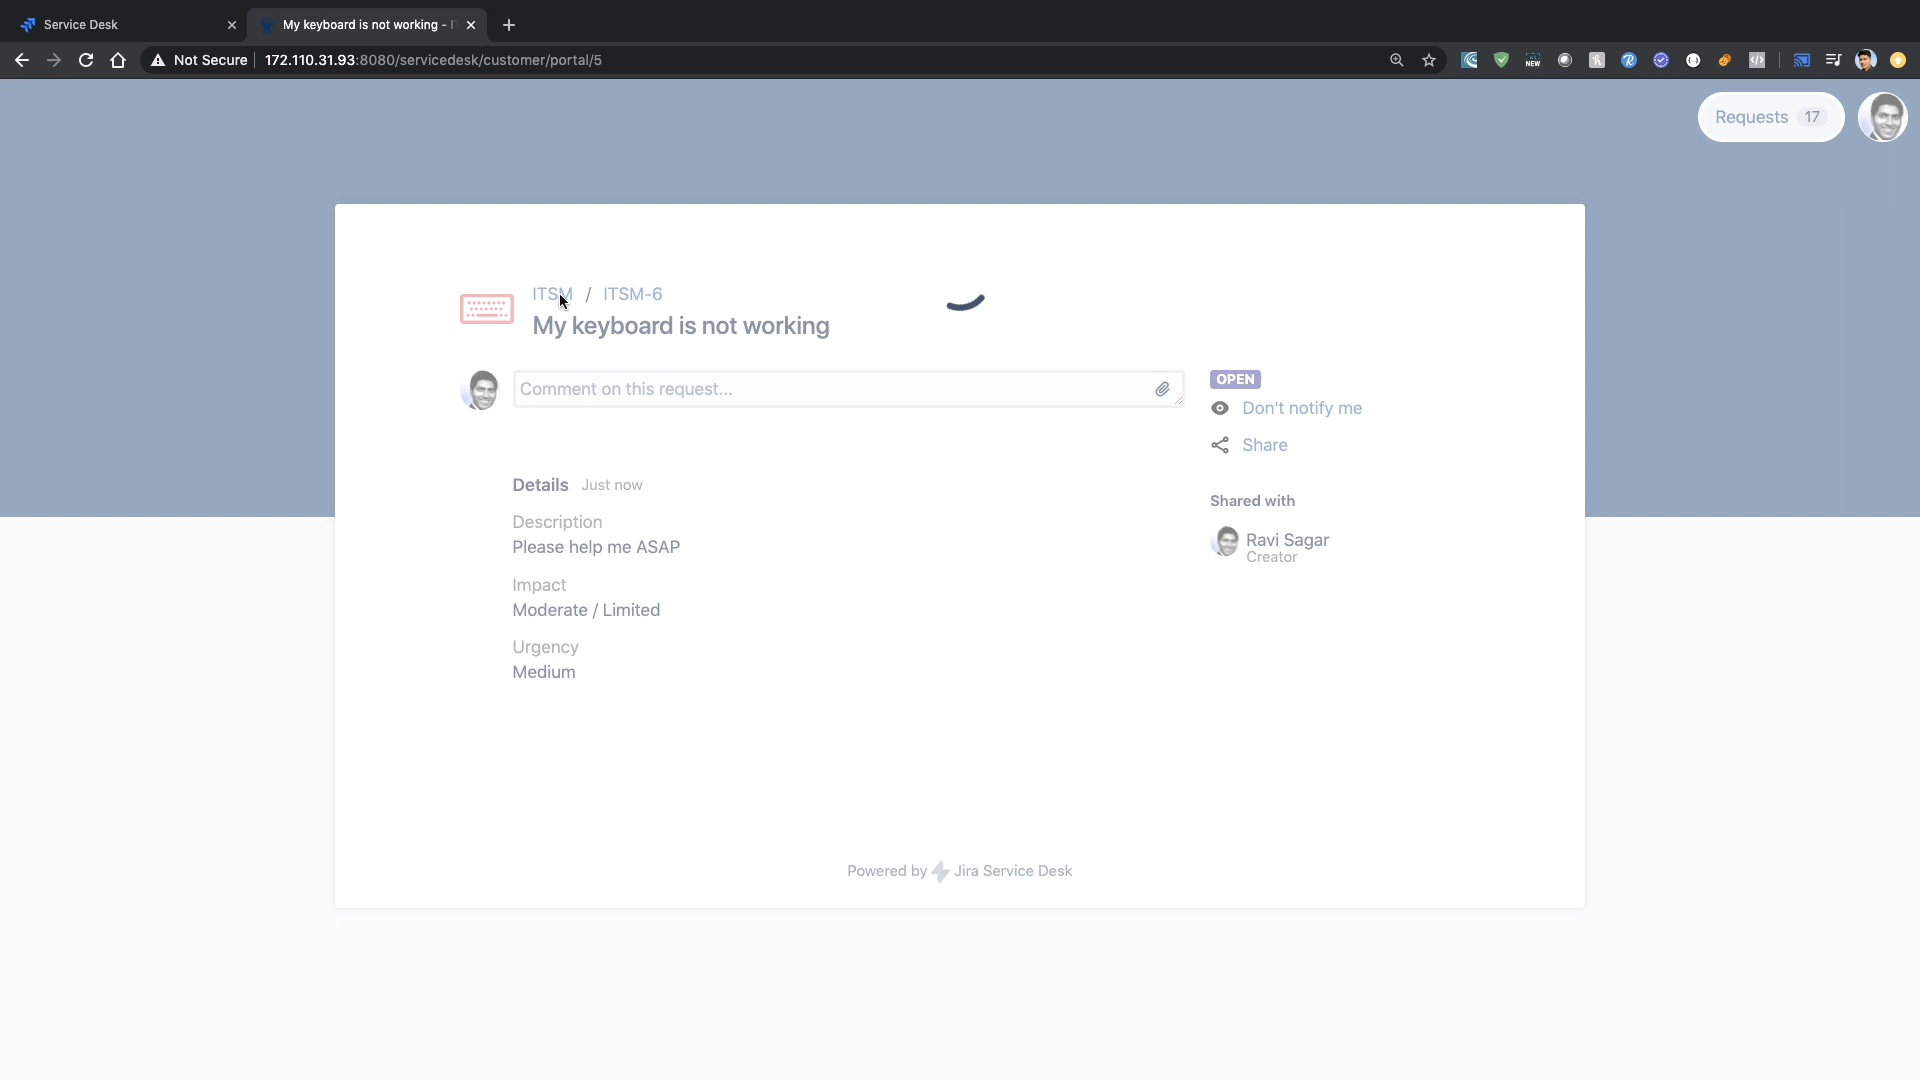 Service Desk
My keyboard is not working - I
Not Secure
172.110.31.93:8080/servicedesk/customer/portal/5
NEW
Requests 17
ITSM / ITSM-6
My keyboard is not working
Comment on this request...
OPEN
Don't notify me
Share
Details Just now
Shared with
Description
Please help me ASAP
Ravi Sagar
Creator
Impact
Moderate / Limited
Urgency
Medium
Powered by Jira Service Desk